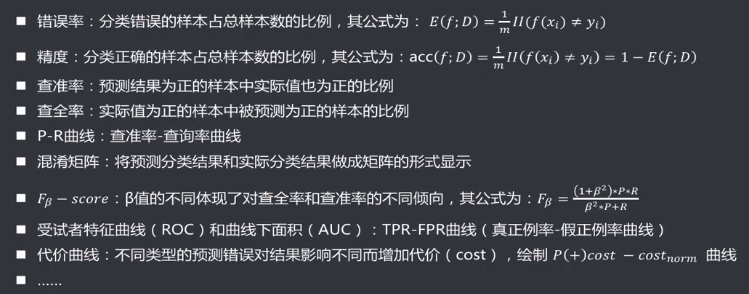 ■ 错误率：分类错误的样本占总样本数的比例，其公式为： E(f;D)=\frac{1}{m}II(f(x_i)≠y_i)
■ 精度：分类正确的样本占总样本数的比例，其公式为：acc(f;D)=\frac{1}{m}II(f(x_i)≠y_i)=1−E(f;D)
■ 查准率：预测结果为正的样本中实际值也为正的比例
■ 查全率：实际值为正的样本中被预测为正的样本的比例
■ P-R曲线：查准率-查询率曲线
■ 混淆矩阵：将预测分类结果和实际分类结果做成矩阵的形式显示
■ F_β−score：β值的不同体现了对查全率和查准率的不同倾向，其公式为：F_β=\frac{(1+β^2)*P*R}{β^2*P+R}
■ 受试者特征曲线（ROC）和曲线下面积（AUC）：TPR-FPR曲线（真正例率-假正例率曲线）
■ 代价曲线：不同类型的预测错误对结果影响不同而增加代价（cost），绘制 P(+)cost−cost_{norm} 曲线
■ ......